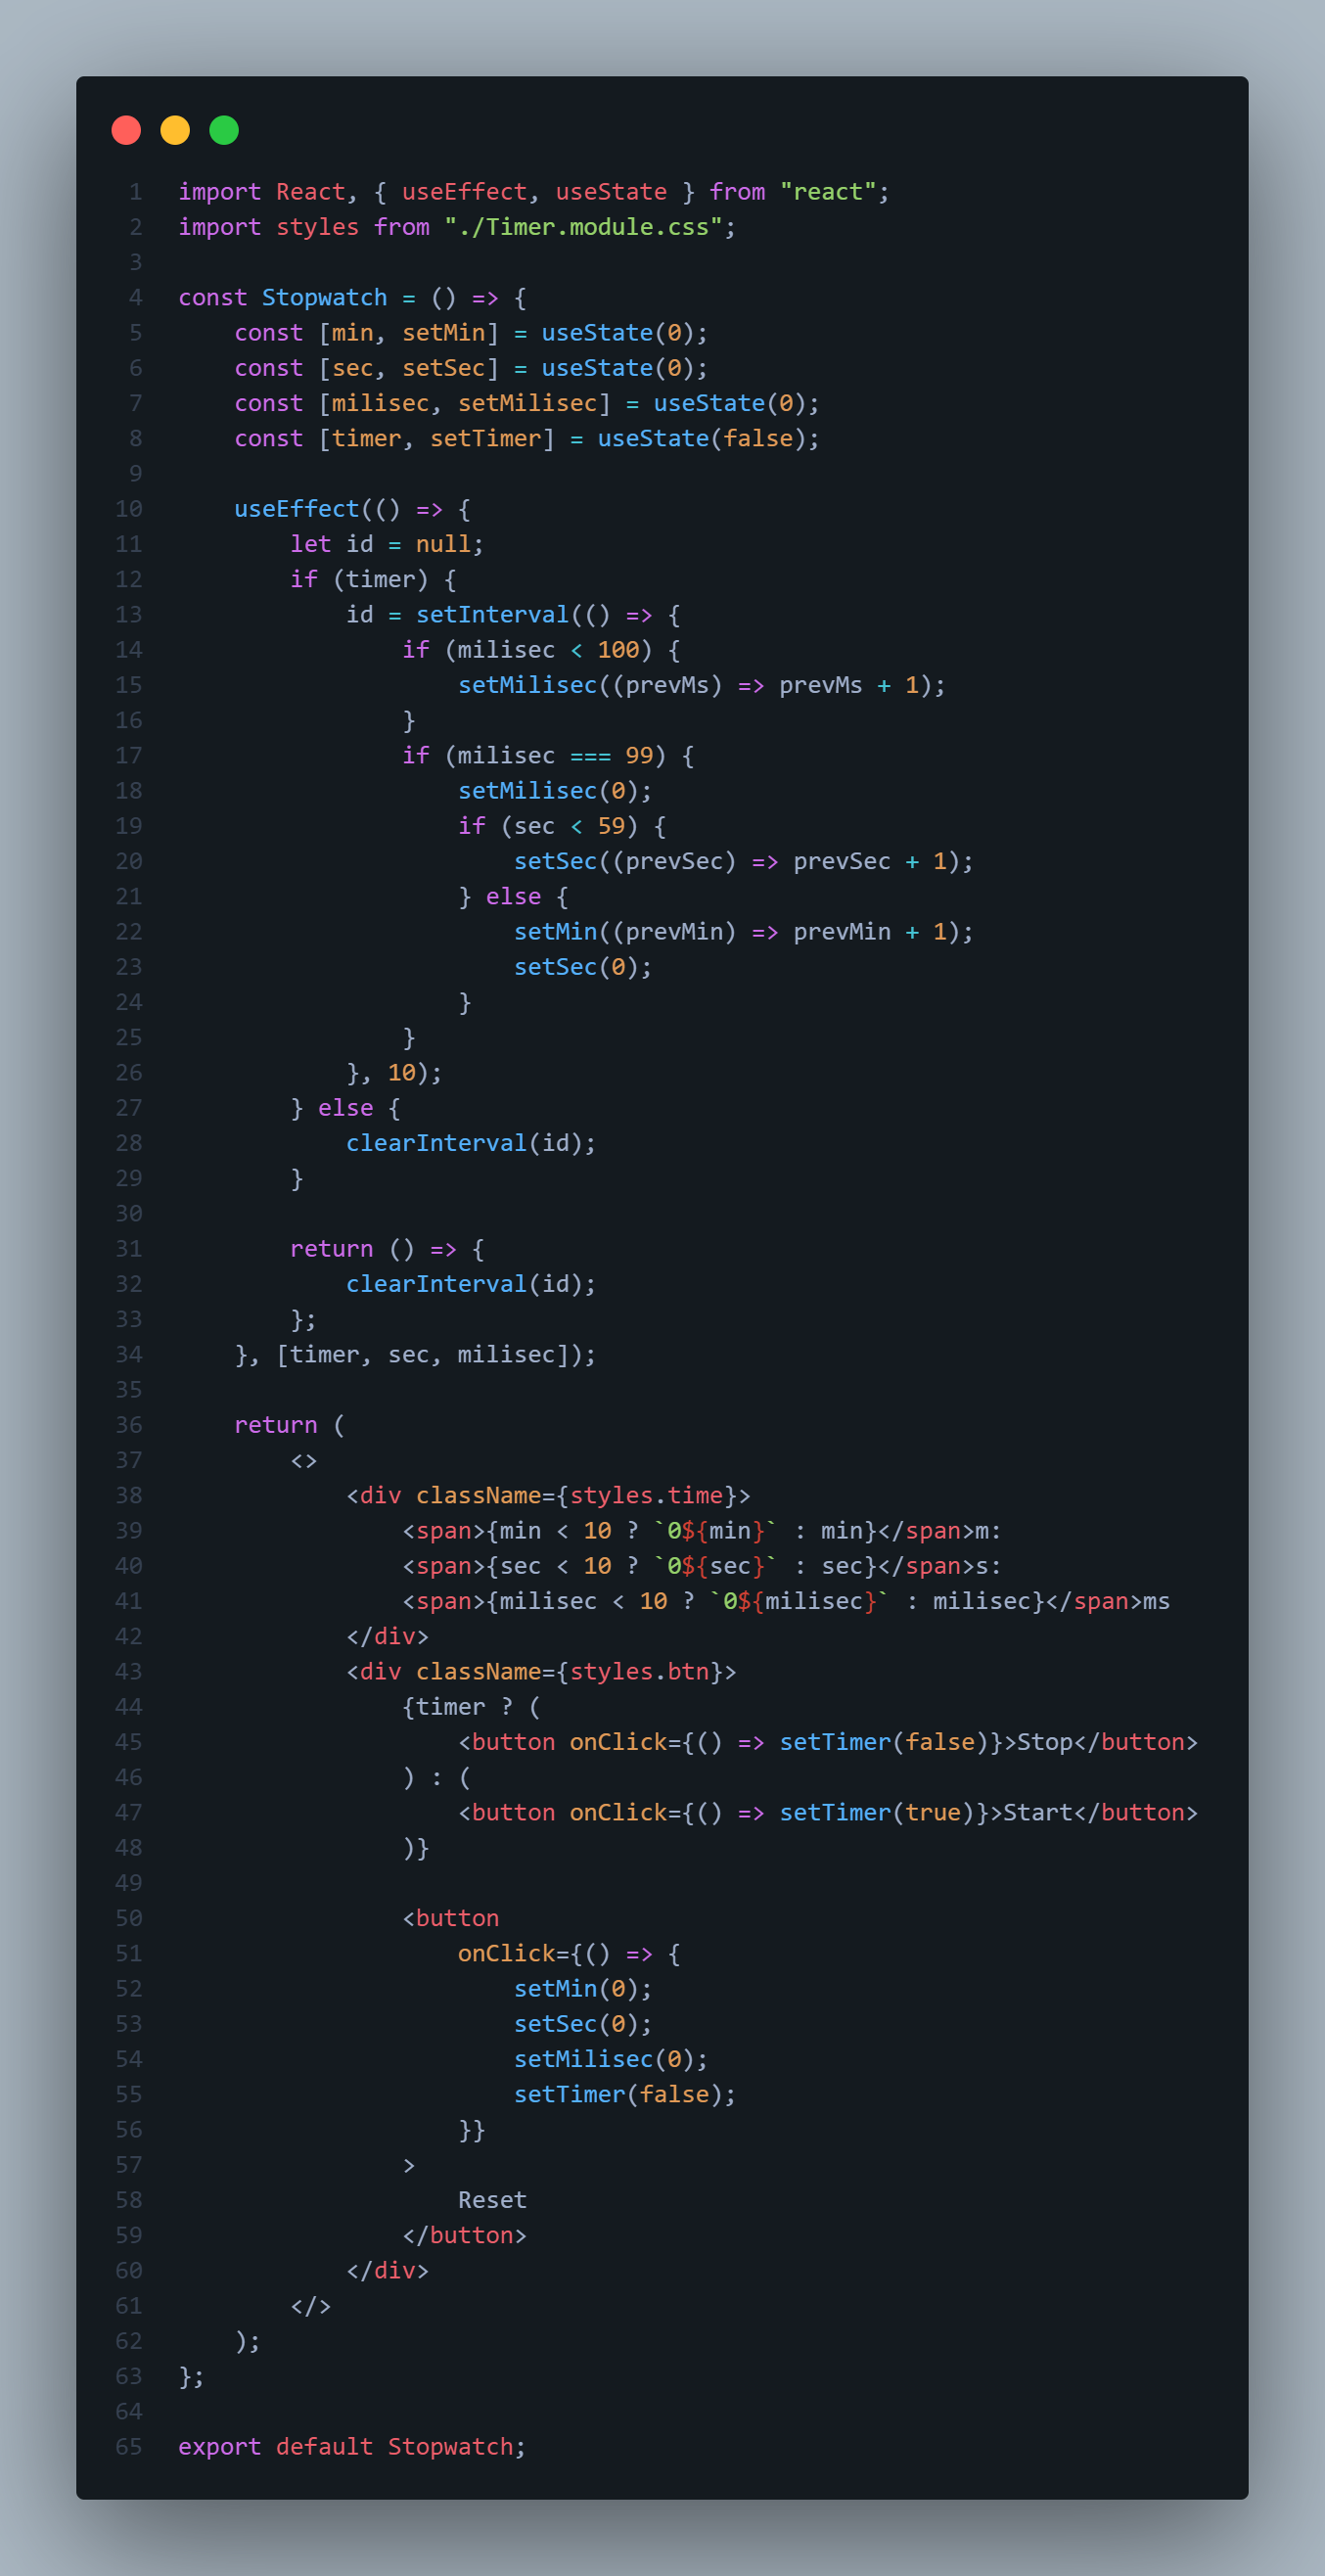 1 import React, { useEffect, useState } from "react";
2 import styles from "./Timer.module.css";
3
4 const Stopwatch = () => {
5     const [min, setMin] = useState(0);
6     const [sec, setSec] = useState(0);
7     const [milisec, setMilisec] = useState(0);
8     const [timer, setTimer] = useState(false);
9
10     useEffect(() => {
11         let id = null;
12         if (timer) {
13             id = setInterval(() => {
14                 if (milisec < 100) {
15                     setMilisec((prevMs) => prevMs + 1);
16                 }
17                 if (milisec === 99) {
18                     setMilisec(0);
19                     if (sec < 59) {
20                         setSec((prevSec) => prevSec + 1);
21                     } else {
22                         setMin((prevMin) => prevMin + 1);
23                         setSec(0);
24                     }
25                 }
26             }, 10);
27         } else {
28             clearInterval(id);
29         }
30
31         return () => {
32             clearInterval(id);
33         };
34     }, [timer, sec, milisec]);
35
36     return (
37         <>
38             <div className={styles.time}>
39                 <span>{min < 10 ? `0${min}` : min}</span>m:
40                 <span>{sec < 10 ? `0${sec}` : sec}</span>s:
41                 <span>{milisec < 10 ? `0${milisec}` : milisec}</span>ms
42             </div>
43             <div className={styles.btn}>
44                 {timer ? (
45                     <button onClick={() => setTimer(false)}>Stop</button>
46                 ) : (
47                     <button onClick={() => setTimer(true)}>Start</button>
48                 )}
49
50                 <button
51                     onClick={() => {
52                         setMin(0);
53                         setSec(0);
54                         setMilisec(0);
55                         setTimer(false);
56                     }}
57                 >
58                     Reset
59                 </button>
60             </div>
61         </>
62     );
63 };
64
65 export default Stopwatch;